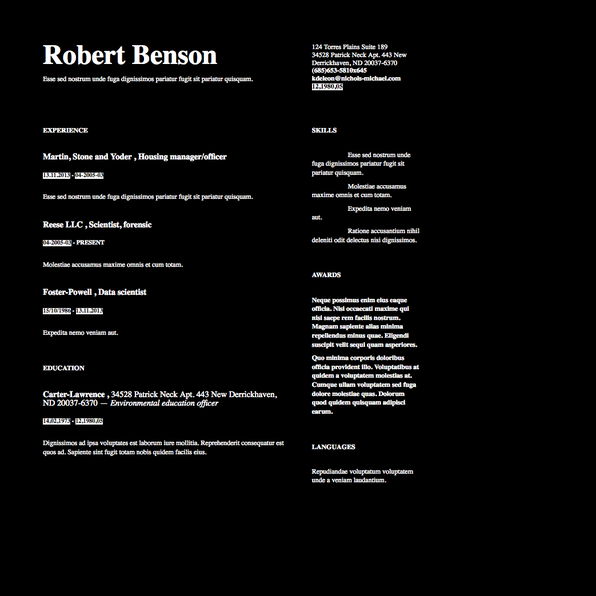 Robert Benson
Esse sed nostrum unde fuga dignissimos pariatur fugit sit pariatur quisquam.
124 Torres Plains Suite 189
34528 Patrick Neck Apt. 443 New
Derrickhaven, ND 20037-6370
(685)653-5810x645
kdeleon@nichols-michael.com
12.1980.05
EXPERIENCE
Martin, Stone and Yoder , Housing manager/officer
13.11.2013 - 04-2005-03
Esse sed nostrum unde fuga dignissimos pariatur fugit sit pariatur quisquam.
Reese LLC , Scientist, forensic
04-2005-03 - PRESENT
Molestiae accusamus maxime omnis et cum totam.
Foster-Powell , Data scientist
15/10/1988 - 13.11.2013
Expedita nemo veniam aut.
EDUCATION
Carter-Lawrence , 34528 Patrick Neck Apt. 443 New Derrickhaven,
ND 20037-6370 — Environmental education officer
14.02.1973 - 12.1980.05
Dignissimos ad ipsa voluptates est laborum iure mollitia. Reprehenderit consequatur est
quos ad. Sapiente sint fugit totam nobis quidem facilis eius.
SKILLS
Esse sed nostrum unde
fuga dignissimos pariatur fugit sit
pariatur quisquam.
Molestiae accusamus
maxime omnis et cum totam.
Expedita nemo veniam
aut.
Ratione accusantium nihil
deleniti odit delectus nisi dignissimos.
AWARDS
Neque possimus enim eius eaque
officia. Nisi occaecati maxime qui
nisi saepe rem facilis nostrum.
Magnam sapiente alias minima
repellendus minus quae. Eligendi
suscipit velit sequi quam asperiores.
Quo minima corporis doloribus
officia provident illo. Voluptatibus at
quidem a voluptatem molestias at.
Cumque ullam voluptatem sed fuga
dolore molestiae quas. Dolorum
quod quidem quisquam adipisci
earum.
LANGUAGES
Repudiandae voluptatum voluptatem
unde a veniam laudantium.